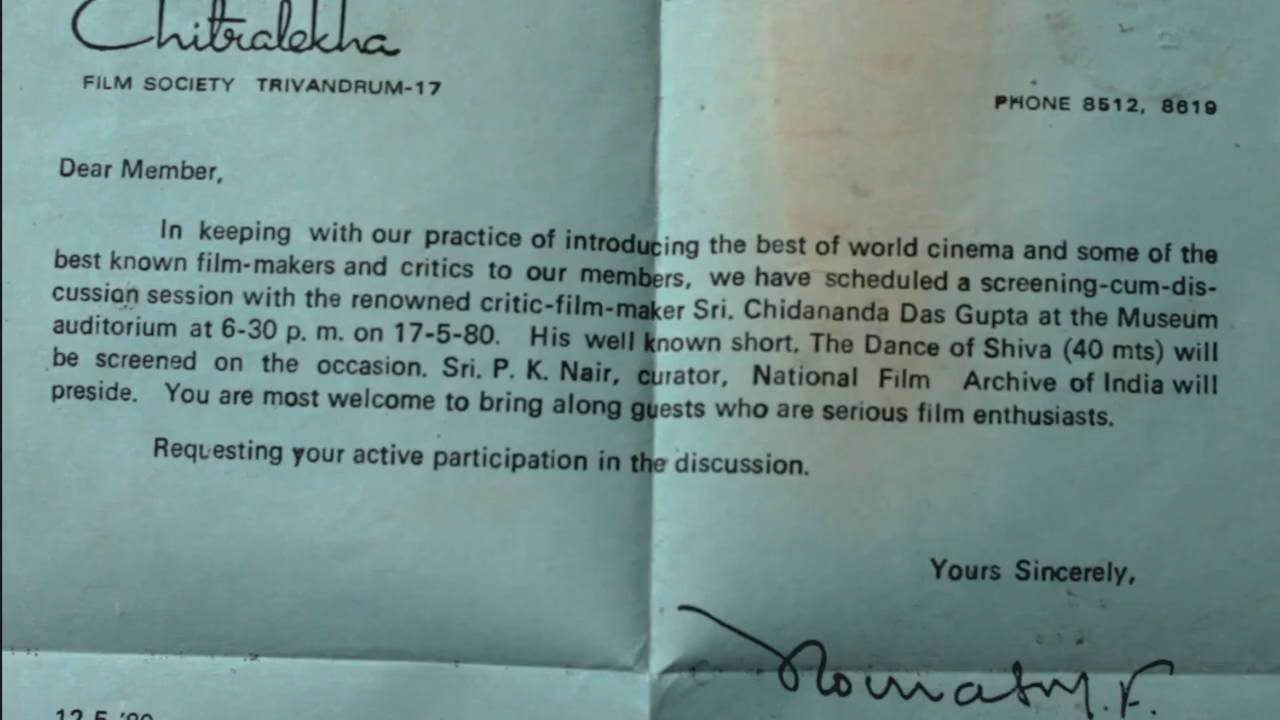 Chitralekha
FILM SOCIETY TRIVANDRUM-17
PHONE 8512, 8619
Dear Member,
In keeping with our practice of introducing the best of world cinema and some of the
best known film-makers and critics to our members, we have scheduled a screening-cum-dis-
cussion session with the renowned critic-film-maker Sri. Chidananda Das Gupta at the Museum
auditorium at 6-30 p. m. on 17-5-80. His well known short. The Dance of Shiva (40 mts) will
be screened on the occasion. Sri. P. K. Nair, curator, National Film Archive of India will
preside. You are most welcome to bring along guests who are serious film enthusiasts.
Requesting your active participation in the discussion.
Yours Sincerely,